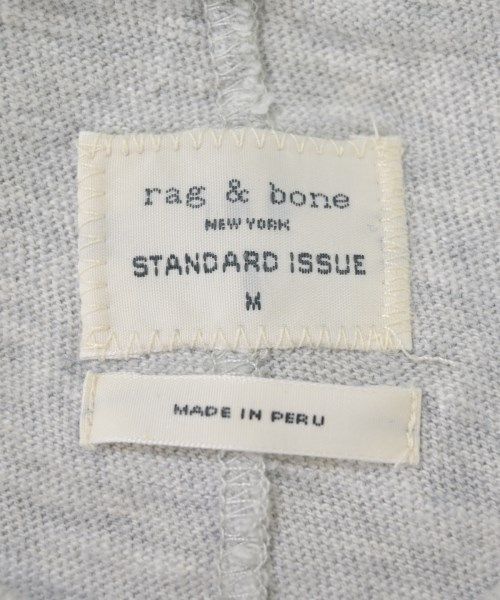 rag & bone
NEW YORK
STANDARD ISSUE
M
MADE IN PERU